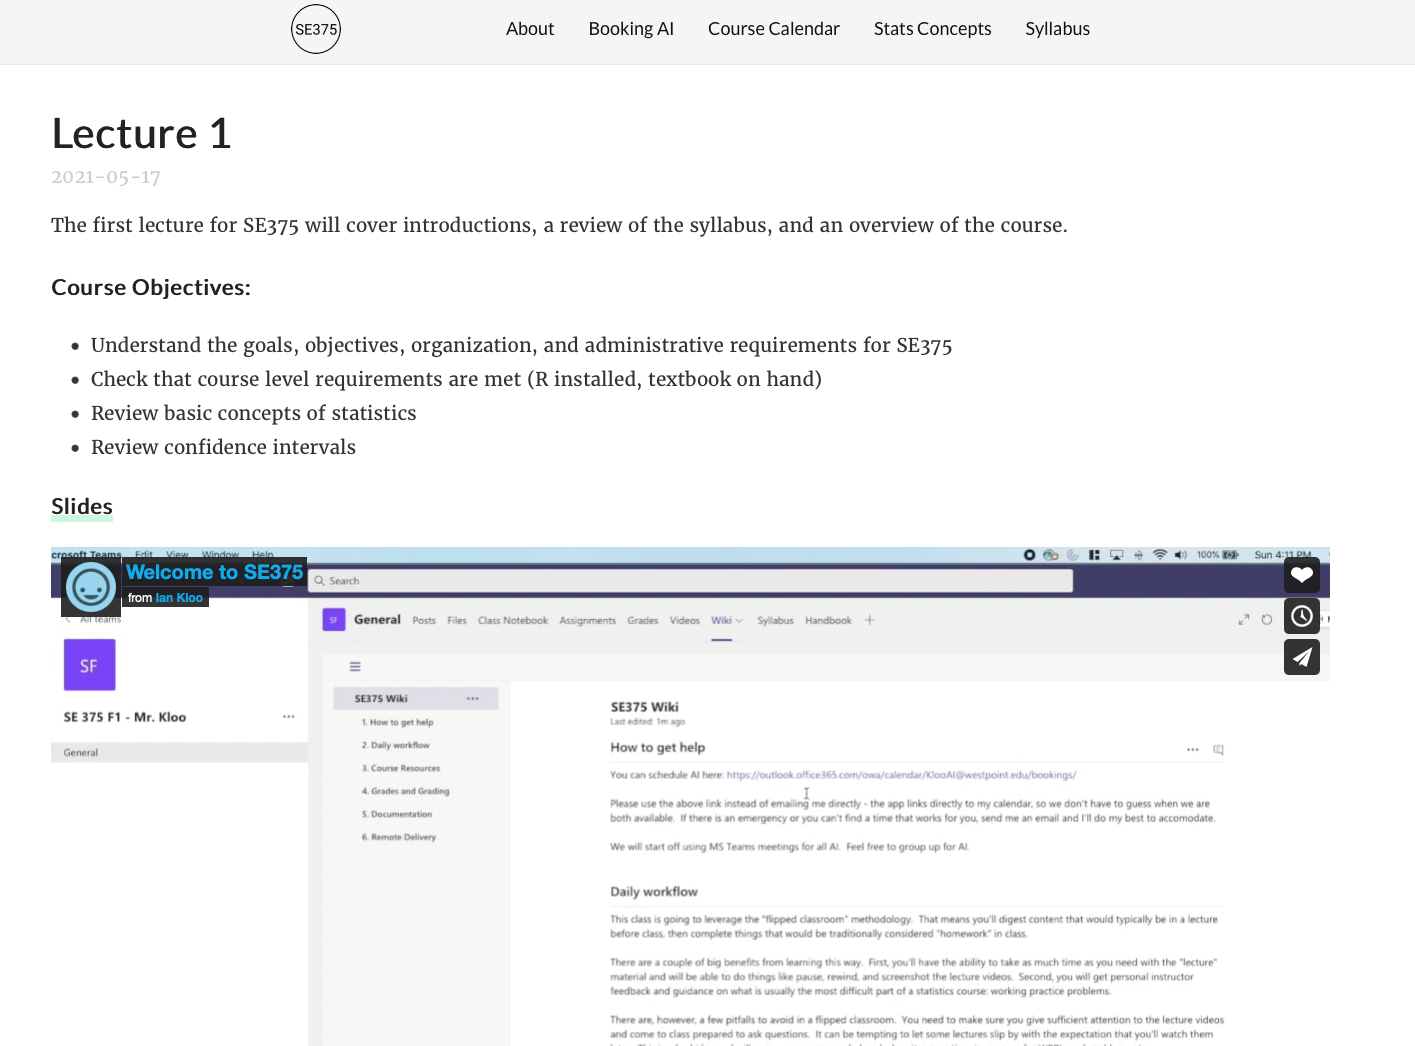 SE375
About Booking AI Course Calendar Stats Concepts Syllabus
Lecture 1
2021-05-17
The first lecture for SE375 will cover introductions, a review of the syllabus, and an overview of the course.
Course Objectives:
Understand the goals, objectives, organization, and administrative requirements for SE375
Check that course level requirements are met (R installed, textbook on hand)
Review basic concepts of statistics
Review confidence intervals
Slides
crosoft Teams Edit View Window Help 100% Sun 4:11 PM
Welcome to SE375
from Ian Kloo
Search
All teams
SF General Posts Files Class Notebook Assignments Grades Videos Wiki Syllabus Handbook
SF
SE 375 F1 - Mr. Kloo
General
SE375 Wiki
1. How to get help
2. Daily workflow
3. Course Resources
4. Grades and Grading
5. Documentation
6. Remote Delivery
SE375 Wiki
Last edited: 1m ago
How to get help
You can schedule AI here: https://outlook.office365.com/owa/calendar/KlooAI@westpoint.edu/bookings/
Please use the above link instead of emailing me directly - the app links directly to my calendar, so we don't have to guess when we are
both available. If there is an emergency or you can't find a time that works for you, send me an email and I'll do my best to accomodate.
We will start off using MS Teams meetings for all AI. Feel free to group up for AI.
Daily workflow
This class is going to leverage the "flipped classroom" methodology. That means you'll digest content that would typically be in a lecture
before class, then complete things that would be traditionally considered "homework" in class.
There are a couple of big benefits from learning this way. First, you'll have the ability to take as much time as you need with the "lecture"
material and will be able to do things like pause, rewind, and screenshot the lecture videos. Second, you will get personal instructor
feedback and guidance on what is usually the most difficult part of a statistics course: working practice problems.
There are, however, a few pitfalls to avoid in a flipped classroom. You need to make sure you give sufficient attention to the lecture videos
and come to class prepared to ask questions. It can be tempting to let some lectures slip by with the expectation that you'll watch them